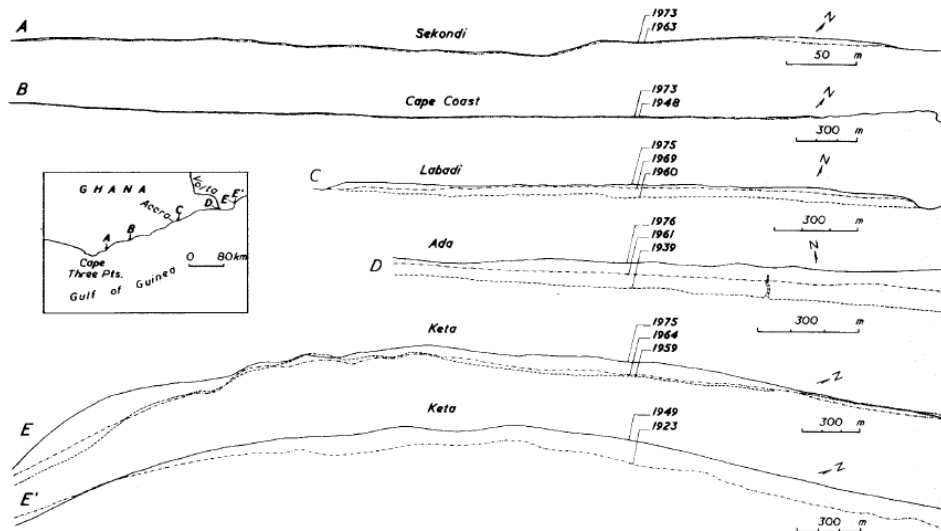 A
Sekondi
1973
1963
N
50 m
B
Cape Coast
1973
1948
N
300 m
C
Labadi
1975
1969
1960
N
300 m
GHANA
Volta
Accra
A
B
C
D
E
E'
Cape
Three Pts.
0 80 km
Gulf of Guinea
D
Ada
1976
1961
1939
N
300 m
E
Keta
1975
1964
1959
N
300 m
E'
Keta
1949
1923
N
300 m